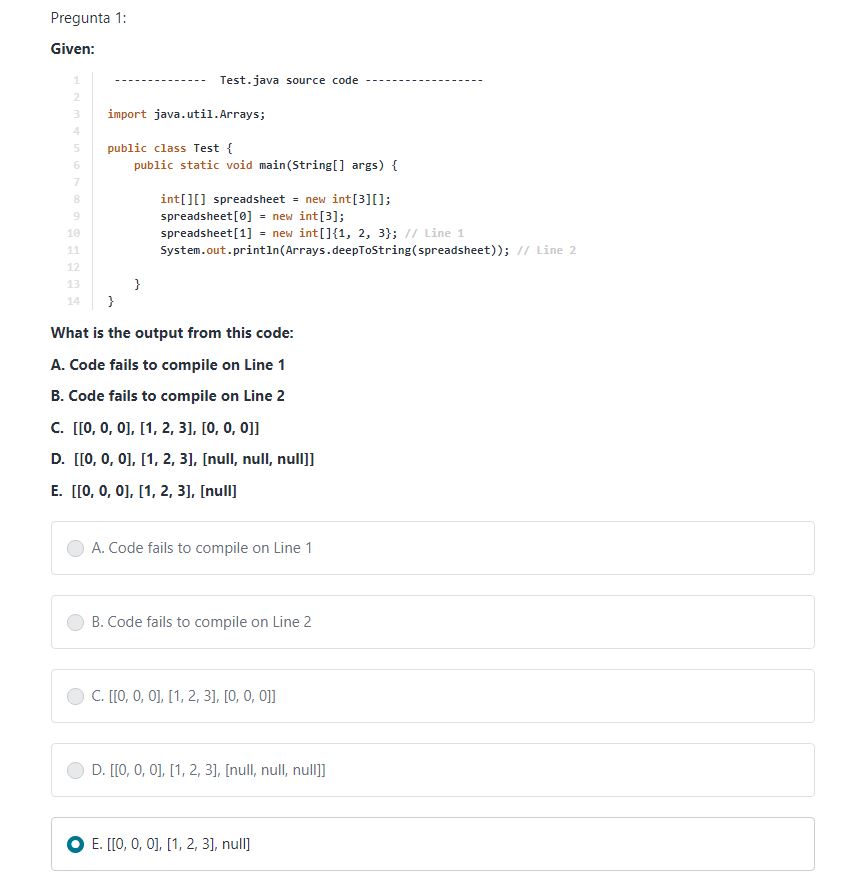 Pregunta 1:
Given:
1 -------------- Test.java source code ------------------
2
3 import java.util.Arrays;
4
5 public class Test {
6 public static void main(String[] args) {
7
8 int[][] spreadsheet = new int[3][];
9 spreadsheet[0] = new int[3];
10 spreadsheet[1] = new int[]{1, 2, 3}; // Line 1
11 System.out.println(Arrays.deepToString(spreadsheet)); // Line 2
12
13 }
14 }
What is the output from this code:
A. Code fails to compile on Line 1
B. Code fails to compile on Line 2
C. [[0, 0, 0], [1, 2, 3], [0, 0, 0]]
D. [[0, 0, 0], [1, 2, 3], [null, null, null]]
E. [[0, 0, 0], [1, 2, 3], [null]
A. Code fails to compile on Line 1
B. Code fails to compile on Line 2
C. [[0, 0, 0], [1, 2, 3], [0, 0, 0]]
D. [[0, 0, 0], [1, 2, 3], [null, null, null]]
E. [[0, 0, 0], [1, 2, 3], null]